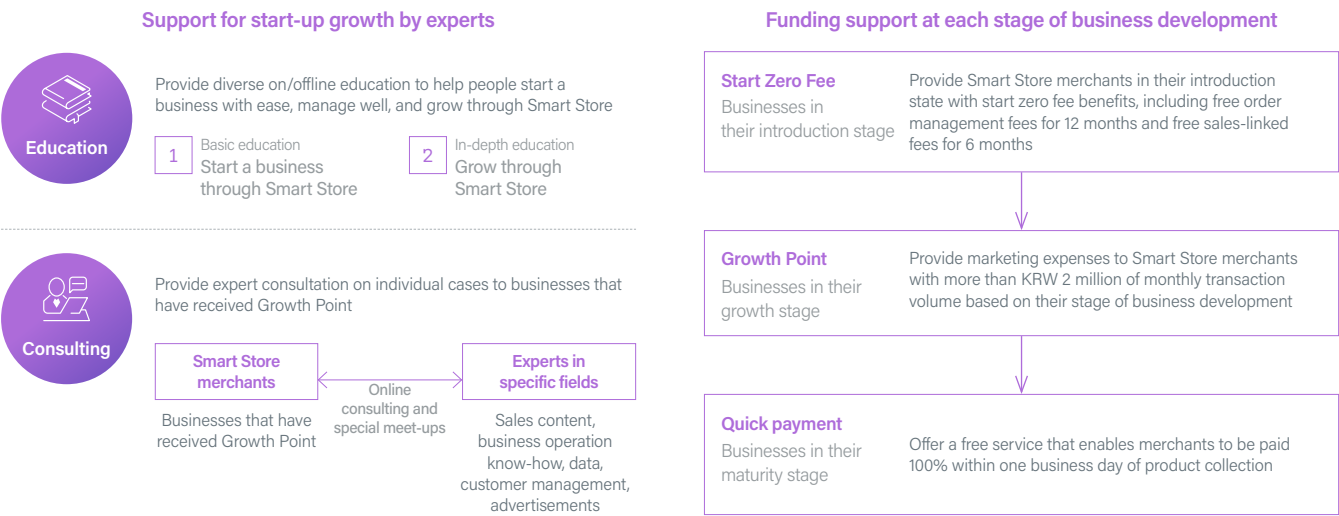 Support for start-up growth by experts
Education
Provide diverse on/offline education to help people start a
business with ease, manage well, and grow through Smart Store
1
Basic education
Start a business
through Smart Store
2
In-depth education
Grow through
Smart Store
Consulting
Provide expert consultation on individual cases to businesses that
have received Growth Point
Smart Store
merchants
Businesses that have
received Growth Point
Online
consulting and
special meet-ups
Experts in
specific fields
Sales content,
business operation
know-how, data,
customer management,
advertisements
Funding support at each stage of business development
Start Zero Fee
Businesses in
their introduction stage
Provide Smart Store merchants in their introduction
state with start zero fee benefits, including free order
management fees for 12 months and free sales-linked
fees for 6 months
Growth Point
Businesses in their
growth stage
Provide marketing expenses to Smart Store merchants
with more than KRW 2 million of monthly transaction
volume based on their stage of business development
Quick payment
Businesses in their
maturity stage
Offer a free service that enables merchants to be paid
100% within one business day of product collection